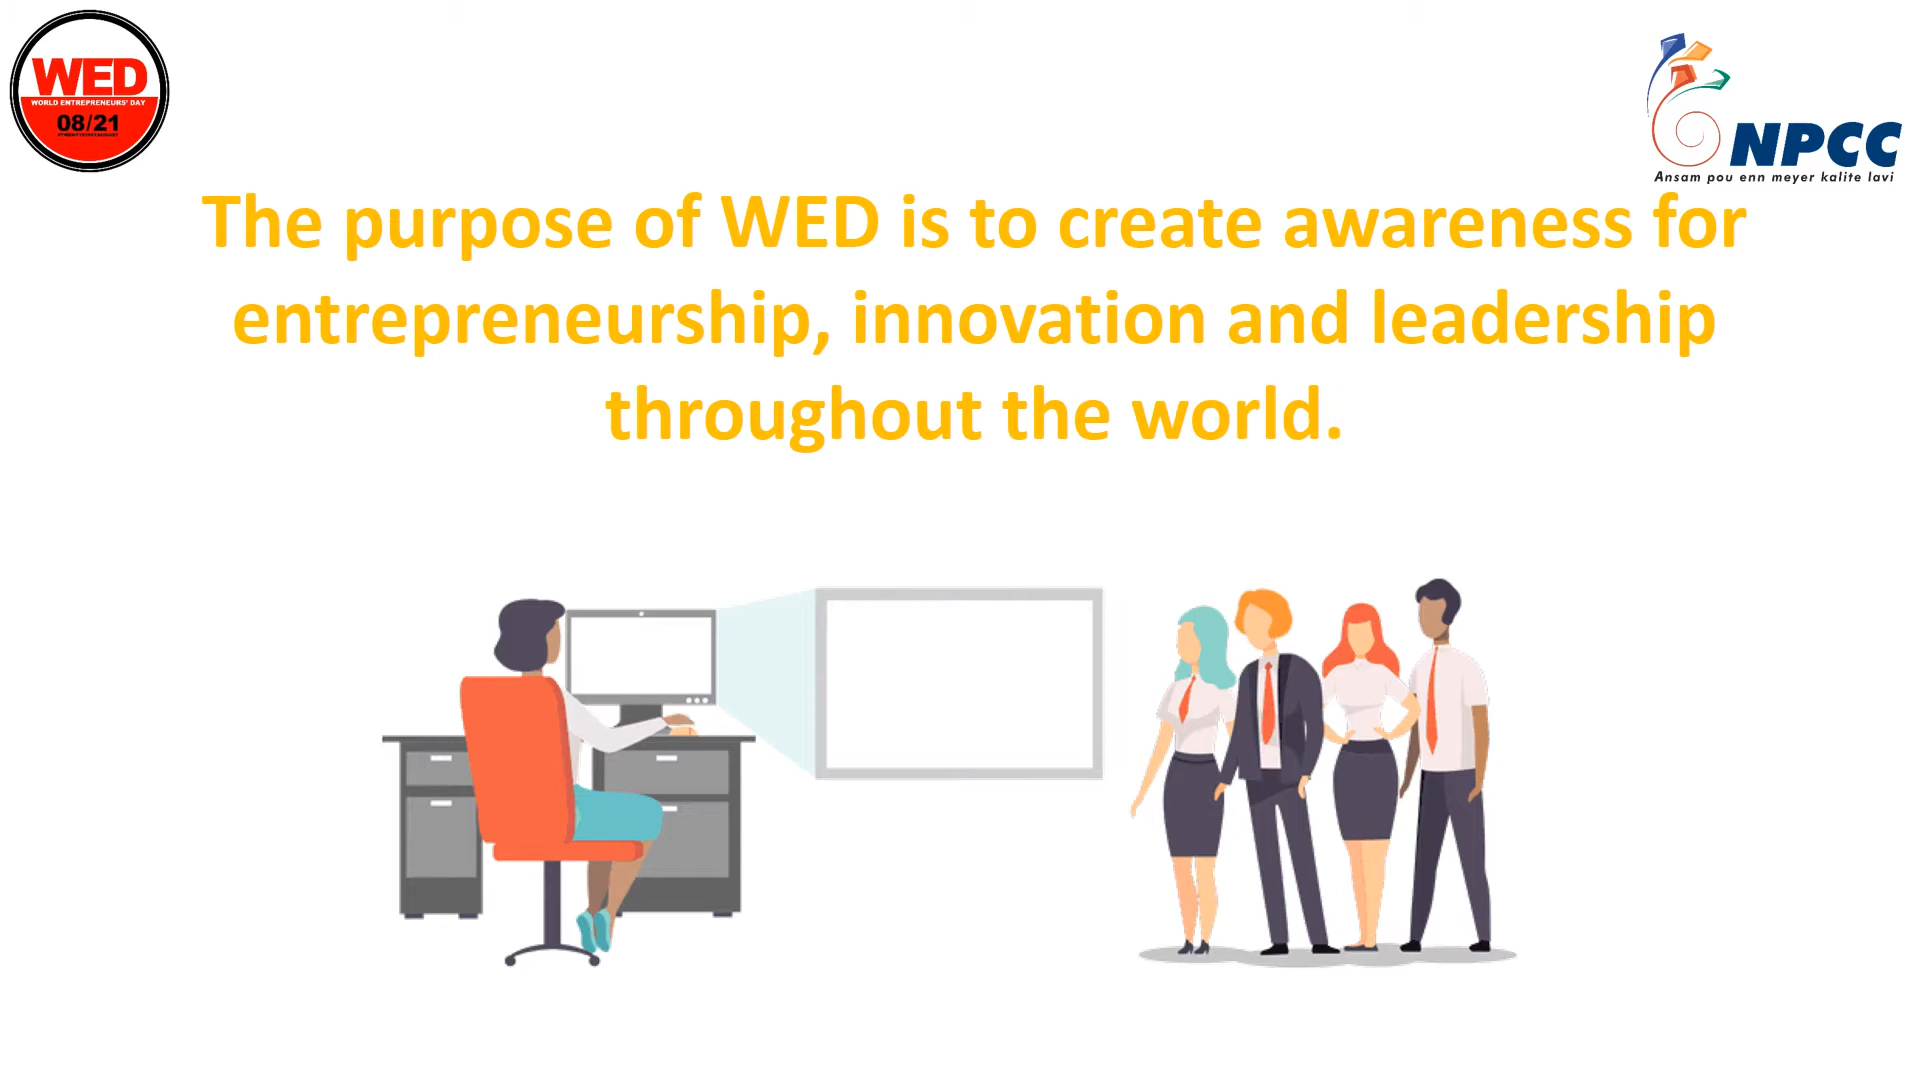 WED
WORLD ENTREPRENEURS' DAY
08/21
NPCC
Ansam pou enn meyer kalite lavi
The purpose of WED is to create awareness for
entrepreneurship, innovation and leadership
throughout the world.